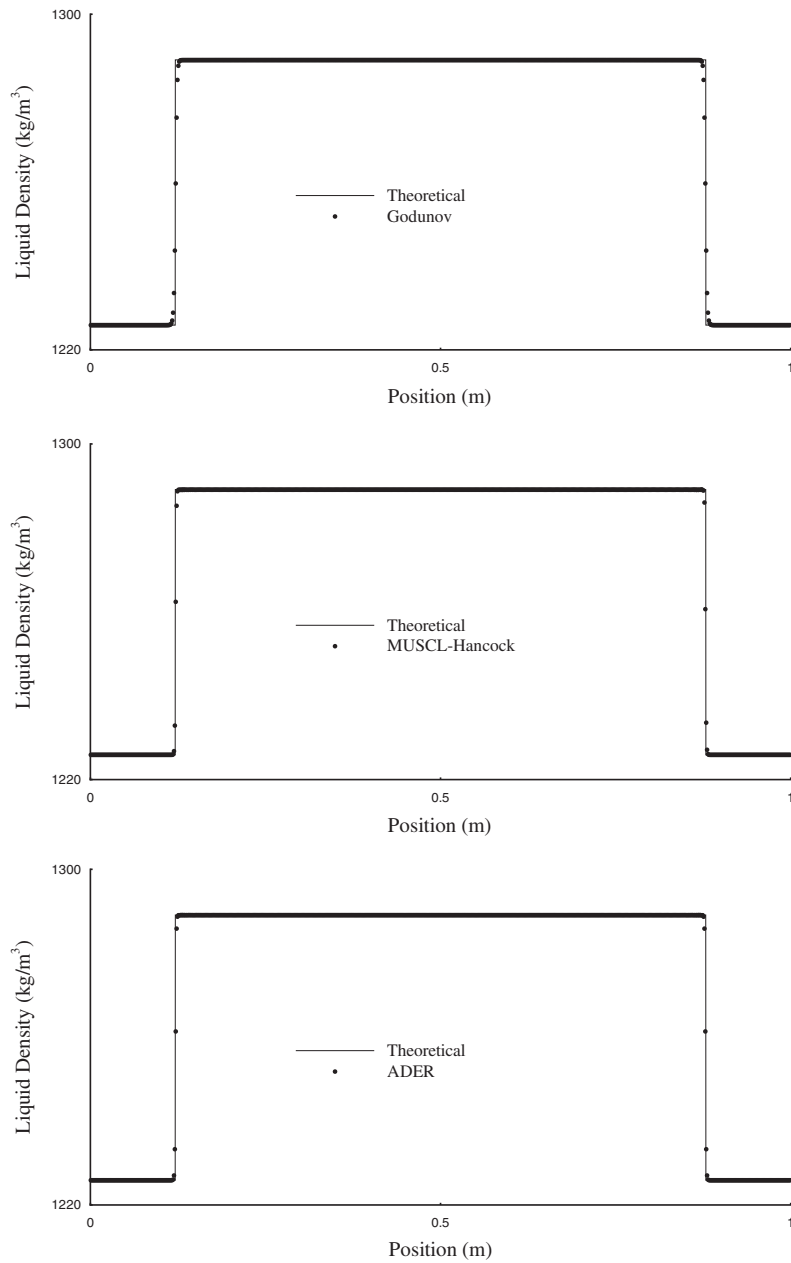 1300
Liquid Density (kg/m³)
Theoretical
Godunov
1220
0
0.5
1
Position (m)
1300
Liquid Density (kg/m³)
Theoretical
MUSCL-Hancock
1220
0
0.5
1
Position (m)
1300
Liquid Density (kg/m³)
Theoretical
ADER
1220
0
0.5
1
Position (m)